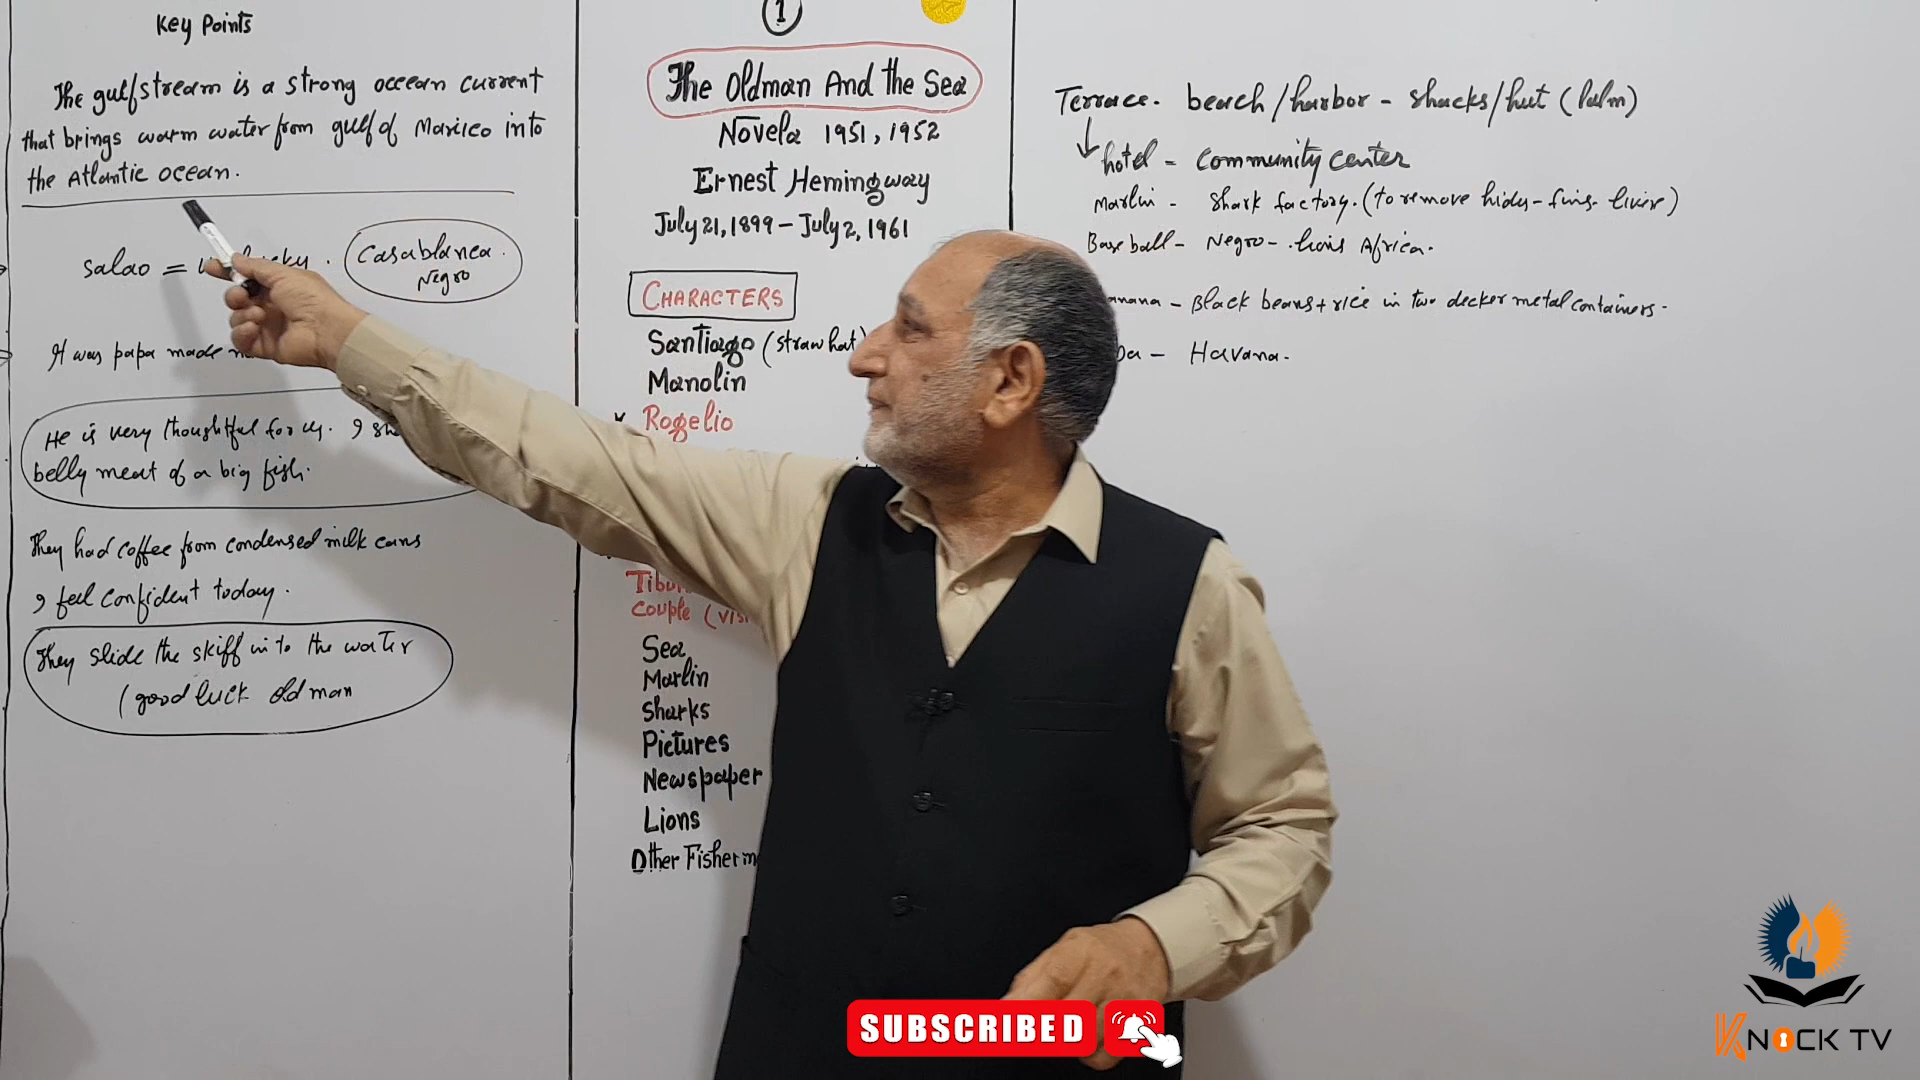 Key Points
The gulfstream is a strong occean current
that brings warm water from gulf of Maxico into
the Atlantic ocean.
salao =
Casablanca.
Negro
It was papa made
He is very thoughtful for us. I
belly meat of a big fish.
They had coffee from condensed milk cans
I feel confident today.
They slide the skiff into the water
(good luck old man
1
The Oldman And the Sea
Novela 1951, 1952
Ernest Hemingway
July 21, 1899 - July 2, 1961
CHARACTERS
Santiago (straw hat)
Manolin
Rogelio
Couple
Sea
Marlin
Sharks
Pictures
Newspaper
Lions
Other
Terrace. beach/harbor - shacks/hut (Palm)
hotel - community center
Marlin - Shark factory. (to remove hides - fins - liver)
Base ball - Negro - lions Africa.
- Black beans + rice in two decker metal containers.
- Havana.
SUBSCRIBED
KNOCK TV